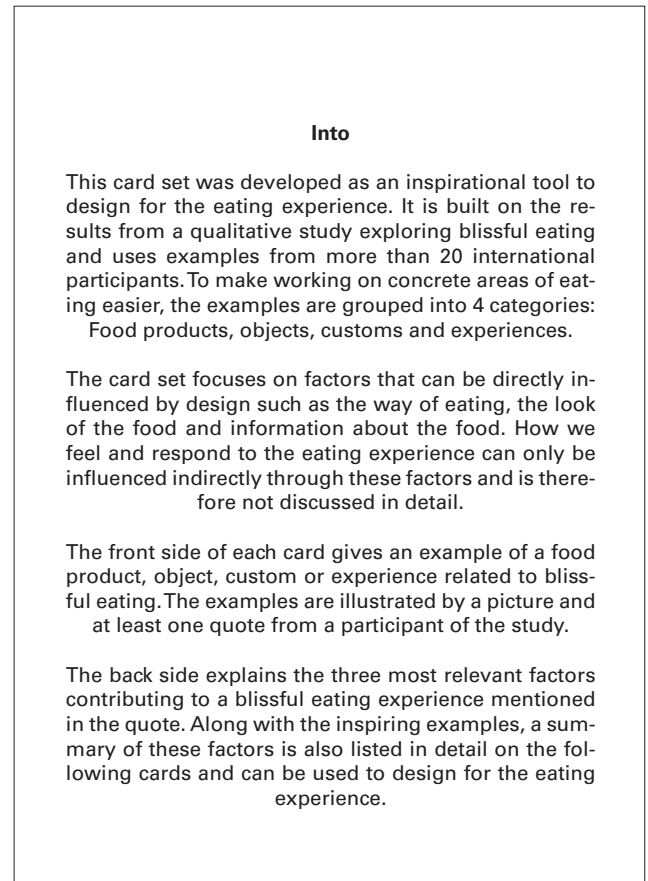 Into
This card set was developed as an inspirational tool to
design for the eating experience. It is built on the re-
sults from a qualitative study exploring blissful eating
and uses examples from more than 20 international
participants. To make working on concrete areas of eat-
ing easier, the examples are grouped into 4 categories:
Food products, objects, customs and experiences.
The card set focuses on factors that can be directly in-
fluenced by design such as the way of eating, the look
of the food and information about the food. How we
feel and respond to the eating experience can only be
influenced indirectly through these factors and is there-
fore not discussed in detail.
The front side of each card gives an example of a food
product, object, custom or experience related to bliss-
ful eating. The examples are illustrated by a picture and
at least one quote from a participant of the study.
The back side explains the three most relevant factors
contributing to a blissful eating experience mentioned
in the quote. Along with the inspiring examples, a sum-
mary of these factors is also listed in detail on the fol-
lowing cards and can be used to design for the eating
experience.